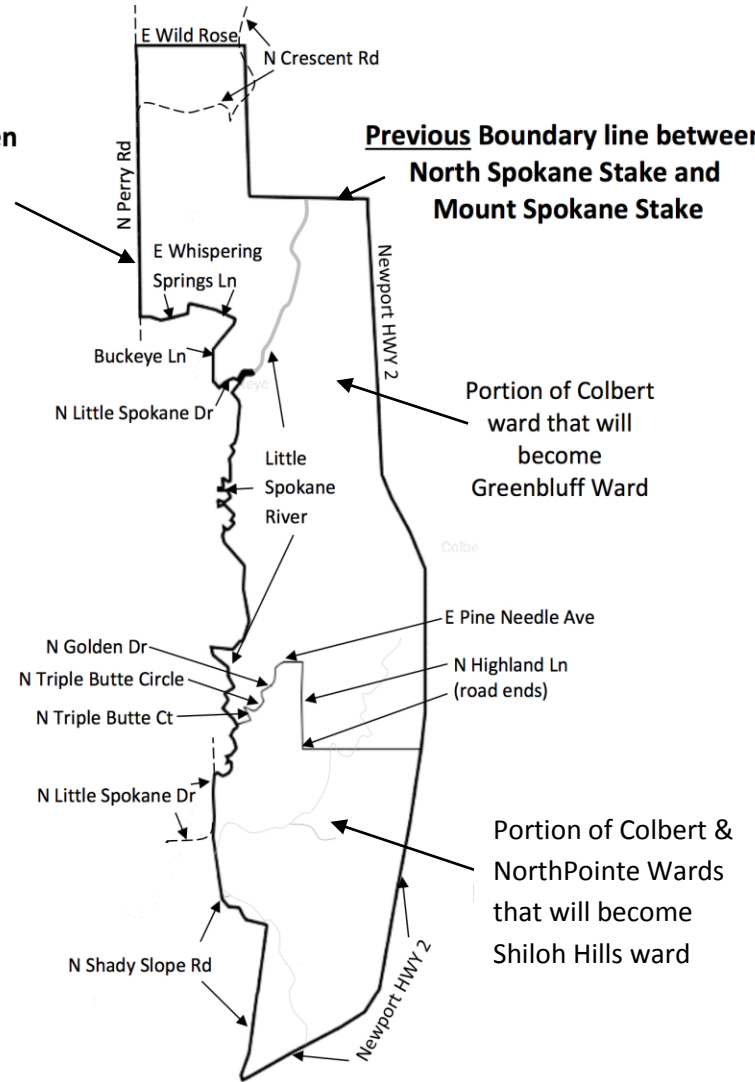 E Wild Rose
N Crescent Rd
en
Previous Boundary line between
North Spokane Stake and
Mount Spokane Stake
N Perry Rd
E Whispering
Springs Ln
Newport HWY 2
Buckeye Ln
N Little Spokane Dr
Portion of Colbert
ward that will
become
Greenbluff Ward
Little
Spokane
River
Colbe
E Pine Needle Ave
N Golden Dr
N Highland Ln
(road ends)
N Triple Butte Circle
N Triple Butte Ct
N Little Spokane Dr
Portion of Colbert &
NorthPointe Wards
that will become
Shiloh Hills ward
N Shady Slope Rd
Newport HWY 2